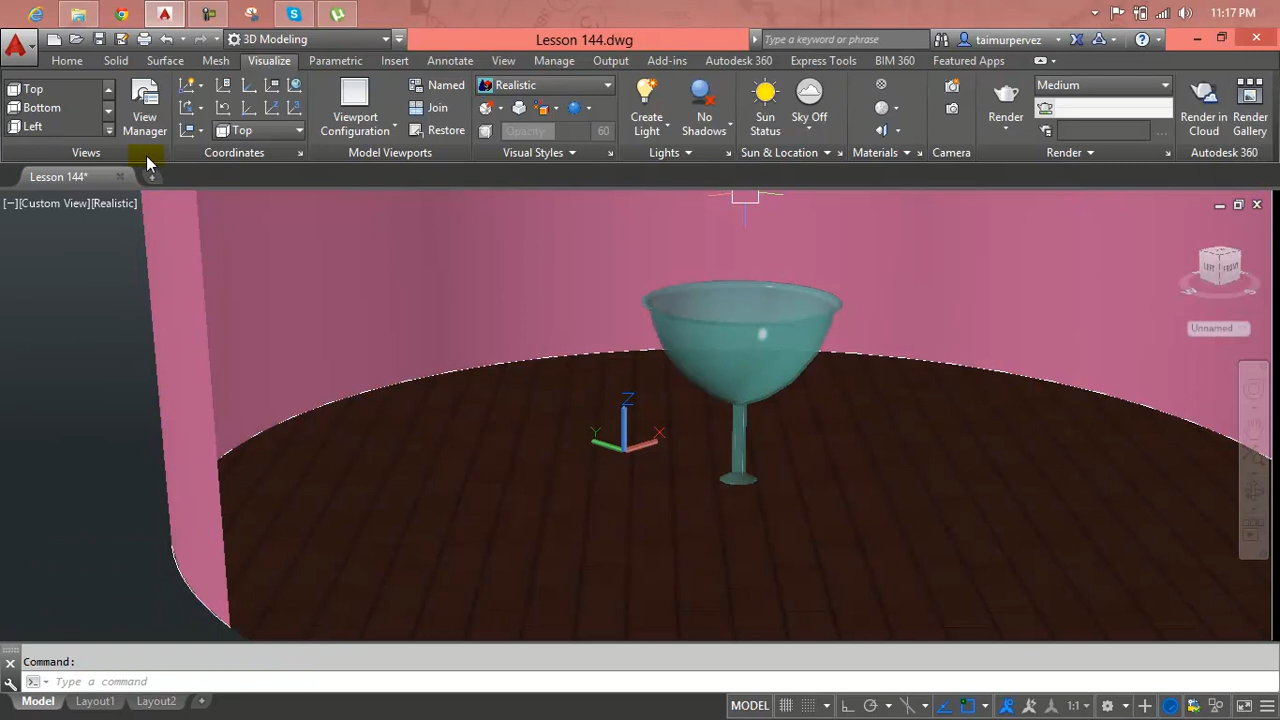 11:17 PM
3D Modeling
Lesson 144.dwg
Type a keyword or phrase
taimurpervez
Home Solid Surface Mesh Visualize Parametric Insert Annotate View Manage Output Add-ins Autodesk 360 Express Tools BIM 360 Featured Apps
Top
Bottom
Left
View
Manager
Views
Top
Coordinates
Viewport
Configuration
Named
Join
Restore
Model Viewports
Realistic
Opacity 60
Visual Styles
Create
Light
No
Shadows
Lights
Sun
Status
Sky Off
Sun & Location
Materials
Camera
Render
Medium
Render
Render in
Cloud
Render
Gallery
Autodesk 360
Lesson 144*
[−][Custom View][Realistic]
LEFT FRONT
Unnamed
Z
Y X
Command:
Type a command
Model Layout1 Layout2
MODEL
1:1